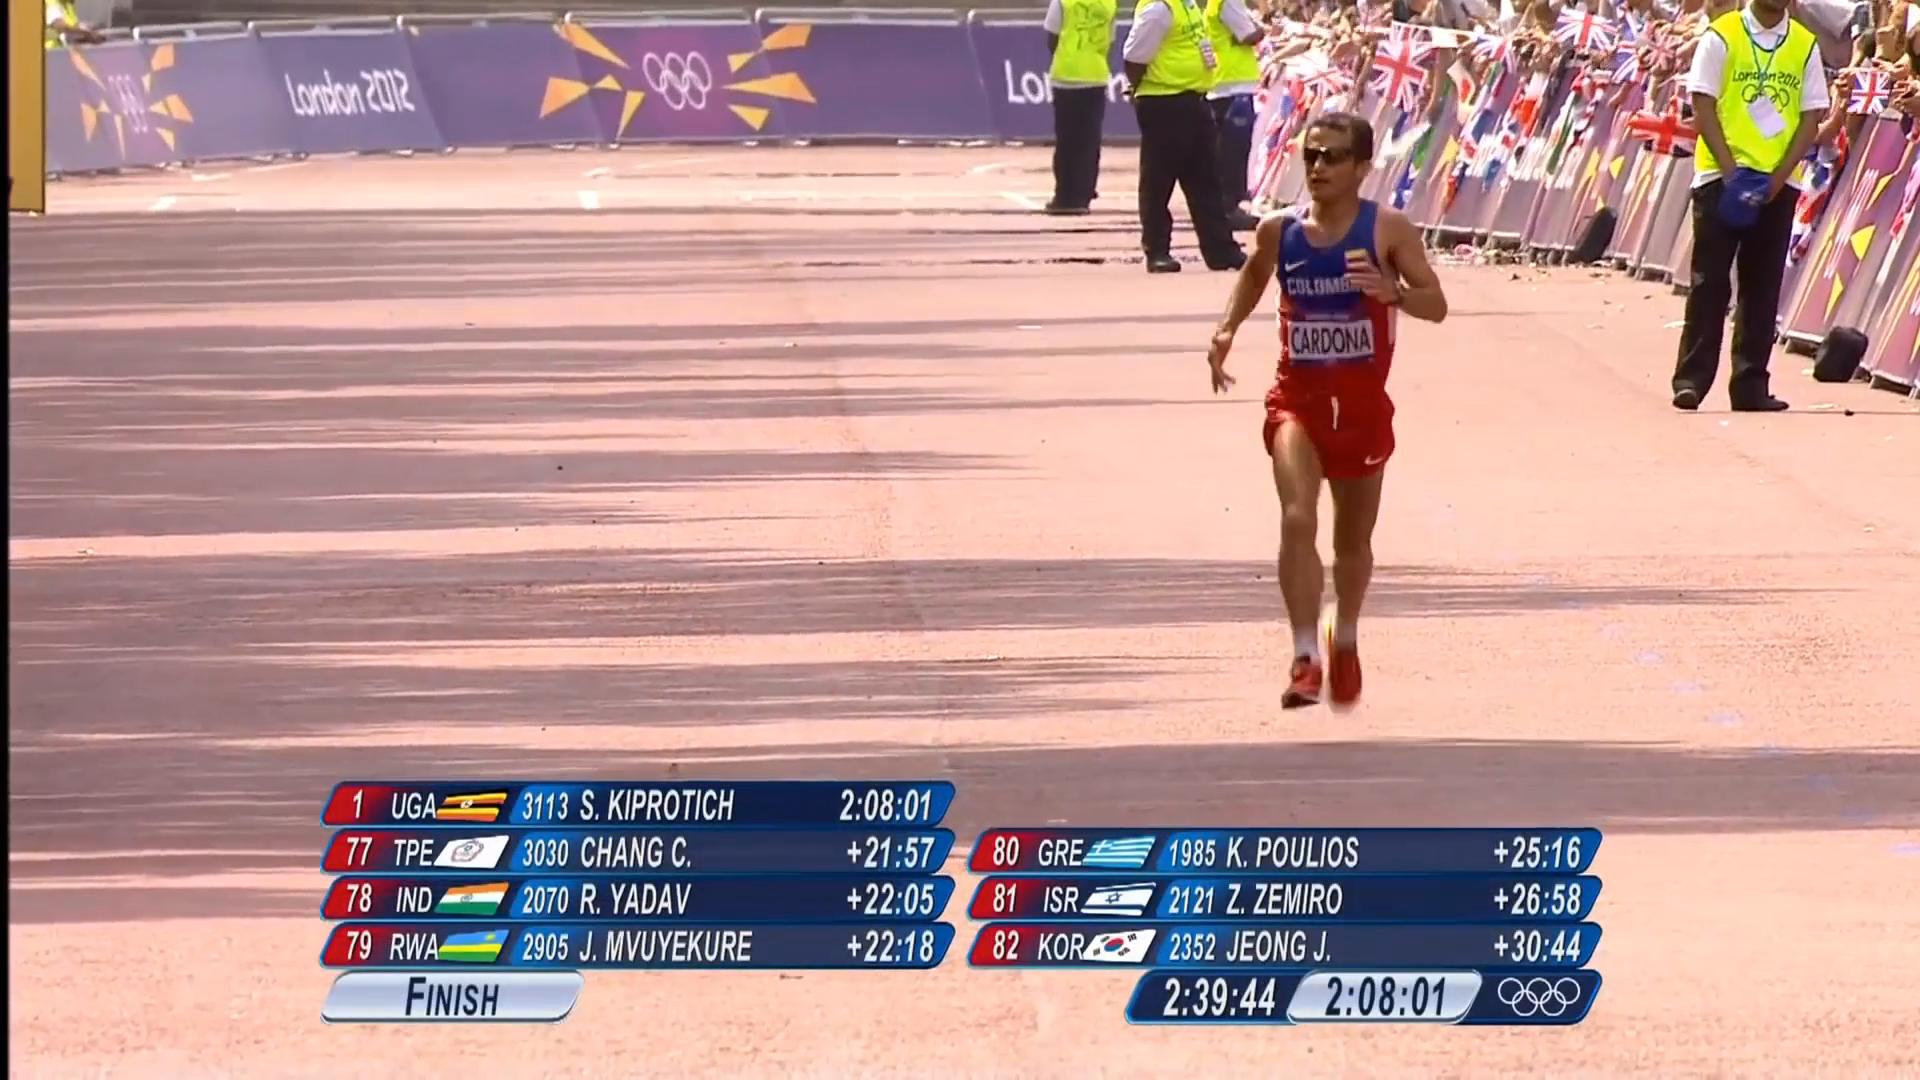 London 2012
Lon
London 2012
COLOMB
CARDONA
1 UGA 3113 S. KIPROTICH 2:08:01
77 TPE 3030 CHANG C. +21:57
78 IND 2070 R. YADAV +22:05
79 RWA 2905 J. MVUYEKURE +22:18
80 GRE 1985 K. POULIOS +25:16
81 ISR 2121 Z. ZEMIRO +26:58
82 KOR 2352 JEONG J. +30:44
FINISH
2:39:44 2:08:01